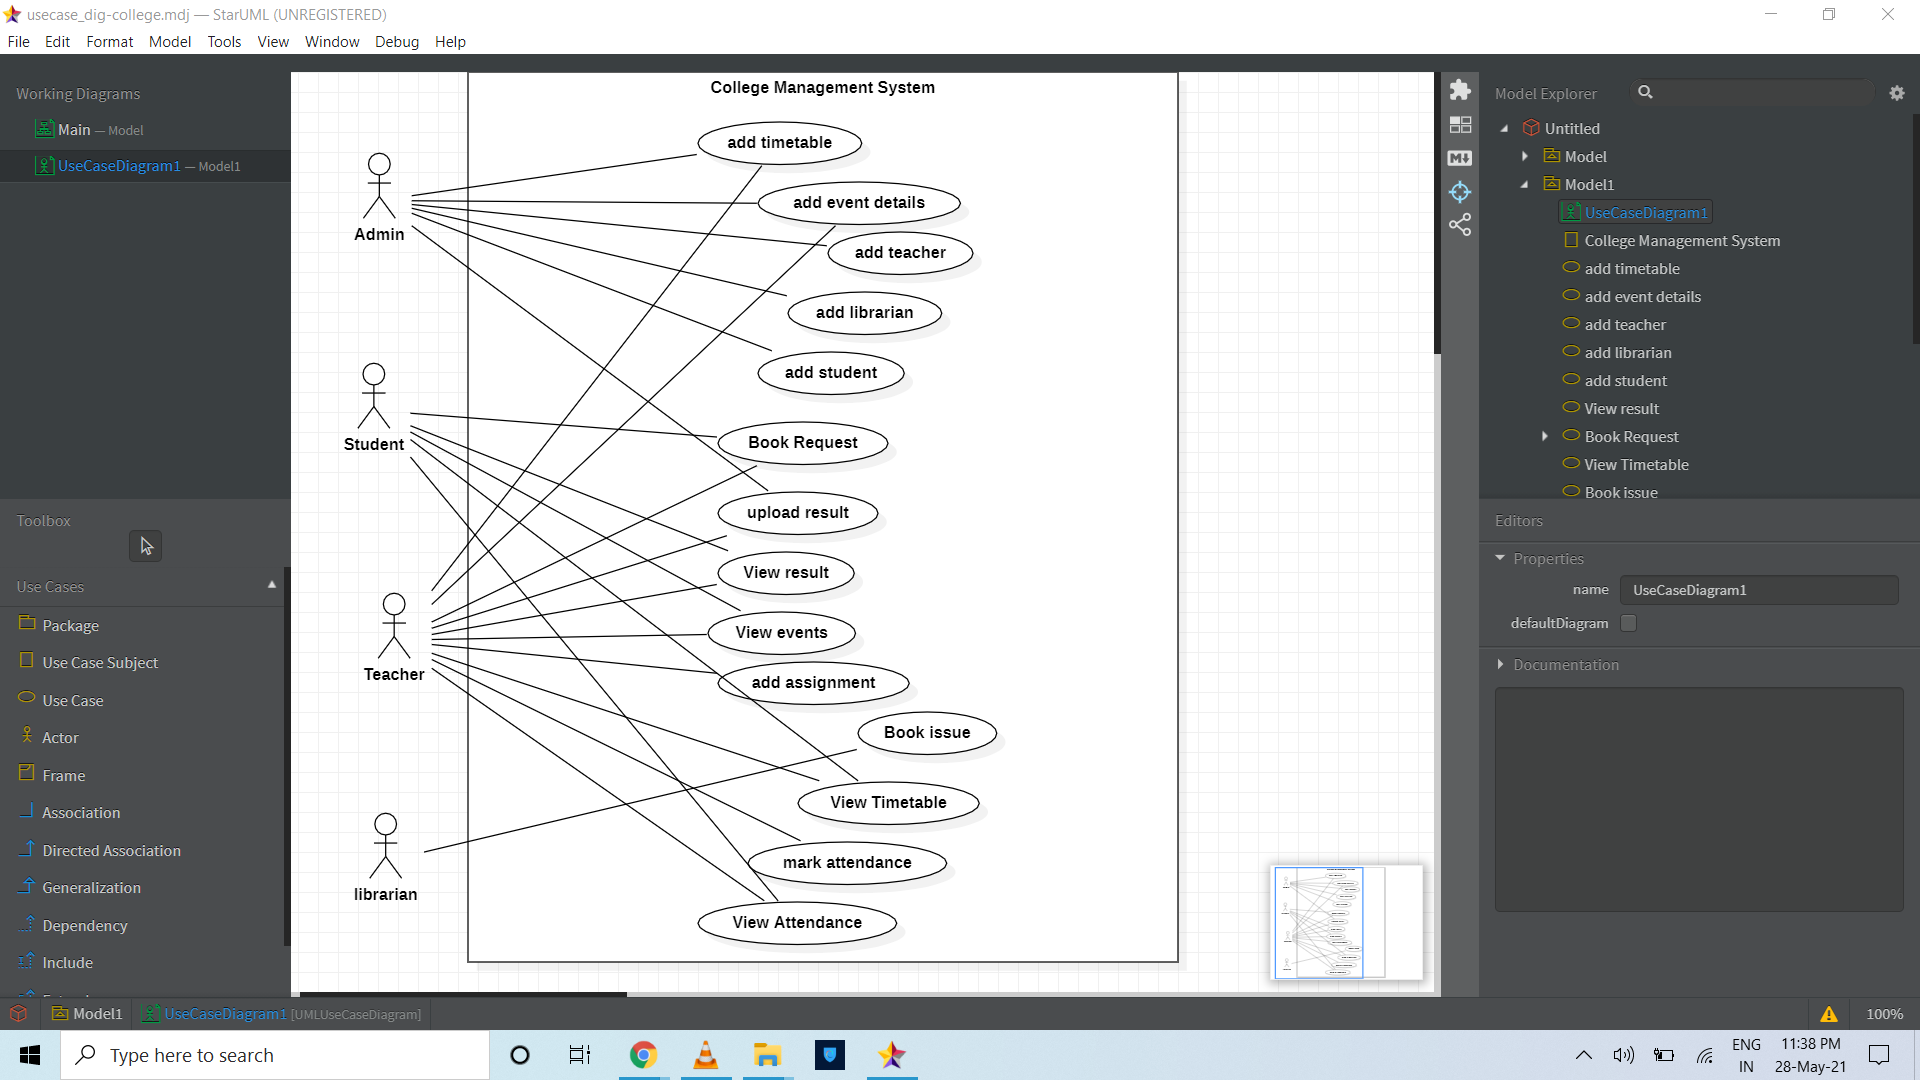 usecase_dig-college.mdj — StarUML (UNREGISTERED)
File Edit Format Model Tools View Window Debug Help
Working Diagrams
Main — Model
UseCaseDiagram1 — Model1
Toolbox
Use Cases
Package
Use Case Subject
Use Case
Actor
Frame
Association
Directed Association
Generalization
Dependency
Include
College Management System
add timetable
add event details
add teacher
add librarian
add student
Book Request
upload result
View result
View events
add assignment
Book issue
View Timetable
mark attendance
View Attendance
Admin
Student
Teacher
librarian
Model Explorer
Untitled
Model
Model1
UseCaseDiagram1
College Management System
add timetable
add event details
add teacher
add librarian
add student
View result
Book Request
View Timetable
Book issue
Editors
Properties
name UseCaseDiagram1
defaultDiagram
Documentation
Model1 UseCaseDiagram1 [UMLUseCaseDiagram]
100%
Type here to search
ENG
IN
11:38 PM
28-May-21